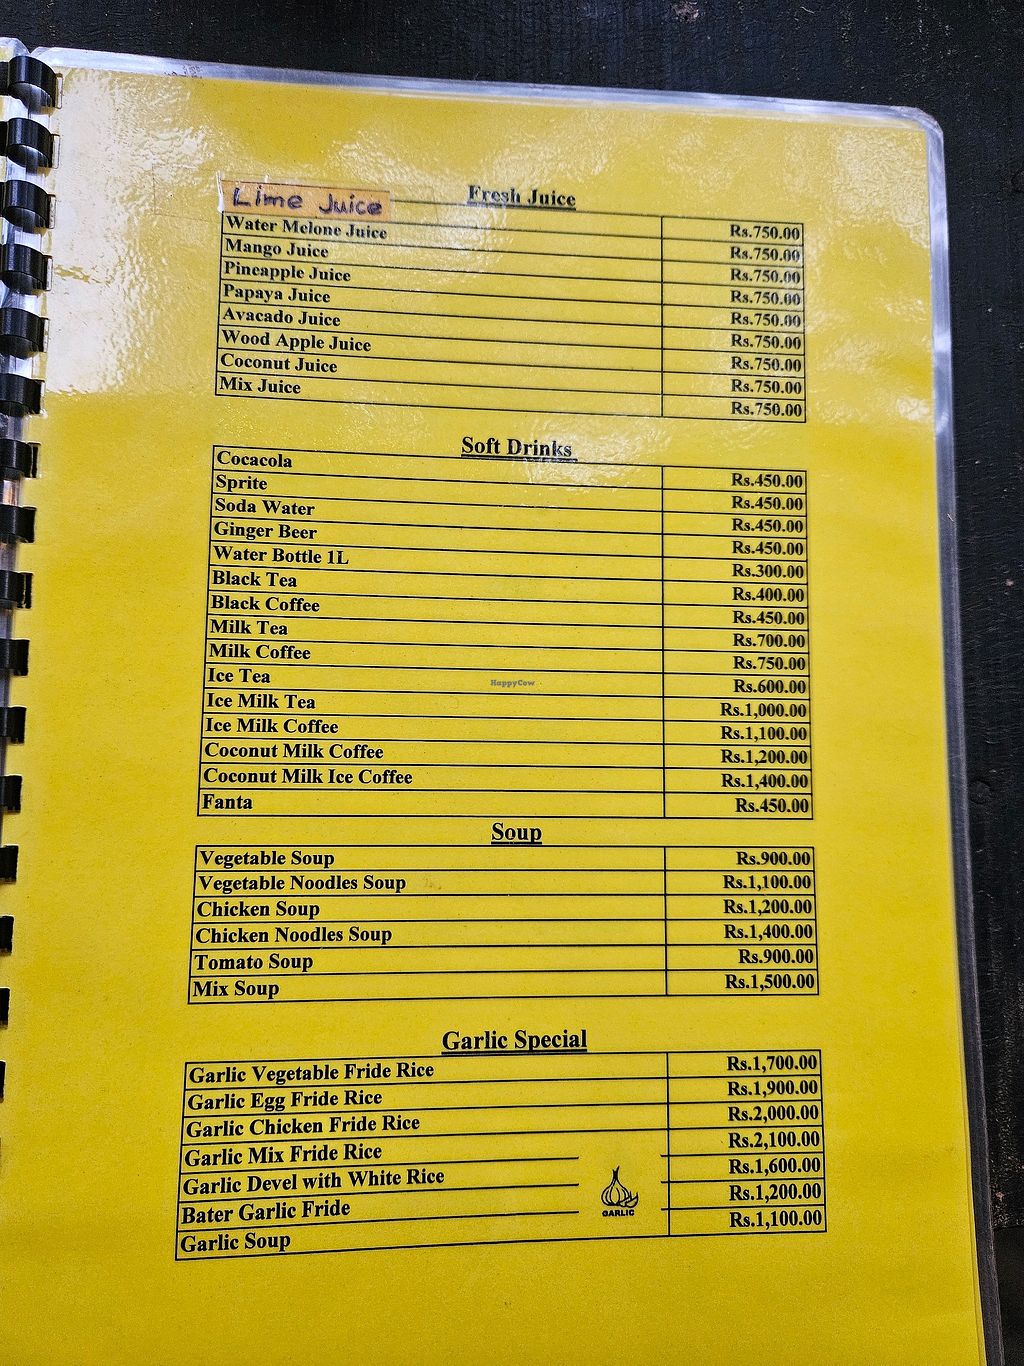 Fresh Juice
Lime Juice Rs.750.00
Water Melone Juice Rs.750.00
Mango Juice Rs.750.00
Pineapple Juice Rs.750.00
Papaya Juice Rs.750.00
Avacado Juice Rs.750.00
Wood Apple Juice Rs.750.00
Coconut Juice Rs.750.00
Mix Juice Rs.750.00
Soft Drinks
Cocacola Rs.450.00
Sprite Rs.450.00
Soda Water Rs.450.00
Ginger Beer Rs.450.00
Water Bottle 1L Rs.300.00
Black Tea Rs.400.00
Black Coffee Rs.450.00
Milk Tea Rs.700.00
Milk Coffee Rs.750.00
Ice Tea Rs.600.00
HappyCow
Ice Milk Tea Rs.1,000.00
Ice Milk Coffee Rs.1,100.00
Coconut Milk Coffee Rs.1,200.00
Coconut Milk Ice Coffee Rs.1,400.00
Fanta Rs.450.00
Soup
Vegetable Soup Rs.900.00
Vegetable Noodles Soup Rs.1,100.00
Chicken Soup Rs.1,200.00
Chicken Noodles Soup Rs.1,400.00
Tomato Soup Rs.900.00
Mix Soup Rs.1,500.00
Garlic Special
Garlic Vegetable Fride Rice Rs.1,700.00
Garlic Egg Fride Rice Rs.1,900.00
Garlic Chicken Fride Rice Rs.2,000.00
Garlic Mix Fride Rice Rs.2,100.00
Garlic Devel with White Rice Rs.1,600.00
Bater Garlic Fride Rs.1,200.00
Garlic Soup Rs.1,100.00
GARLIC